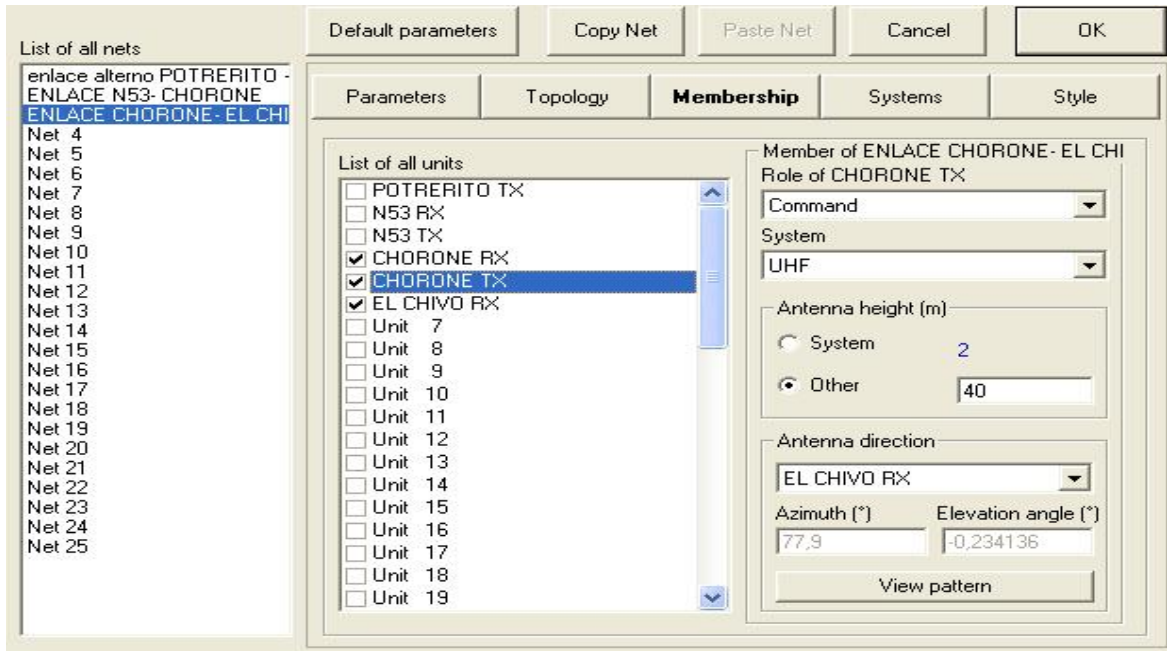 List of all nets
enlace alterno POTRERITO -
ENLACE N53- CHORONE
ENLACE CHORONE- EL CHI
Net 4
Net 5
Net 6
Net 7
Net 8
Net 9
Net 10
Net 11
Net 12
Net 13
Net 14
Net 15
Net 16
Net 17
Net 18
Net 19
Net 20
Net 21
Net 22
Net 23
Net 24
Net 25
Default parameters
Copy Net
Paste Net
Cancel
OK
Parameters
Topology
Membership
Systems
Style
List of all units
POTRERITO TX
N53 RX
N53 TX
CHORONE RX
CHORONE TX
EL CHIVO RX
Unit 7
Unit 8
Unit 9
Unit 10
Unit 11
Unit 12
Unit 13
Unit 14
Unit 15
Unit 16
Unit 17
Unit 18
Unit 19
Member of ENLACE CHORONE- EL CHI
Role of CHORONE TX
Command
System
UHF
Antenna height (m)
System 2
Other 40
Antenna direction
EL CHIVO RX
Azimuth (°) Elevation angle (°)
77,9 -0,234136
View pattern